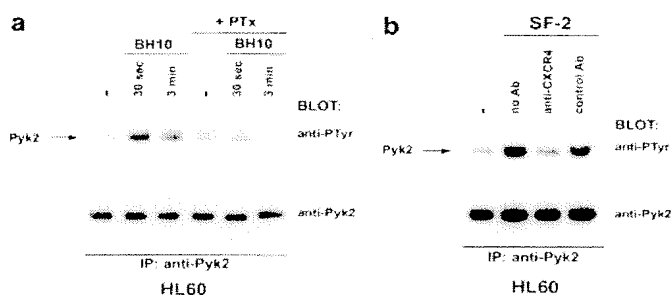 a
+ PTx
BH10
BH10
30 sec
3 min
30 sec
3 min
BLOT:
Pyk2
anti-PTyr
anti-Pyk2
IP: anti-Pyk2
HL60
b
SF-2
no Ab
anti-CXCR4
control Ab
BLOT:
Pyk2
anti-PTyr
anti-Pyk2
IP: anti-Pyk2
HL60